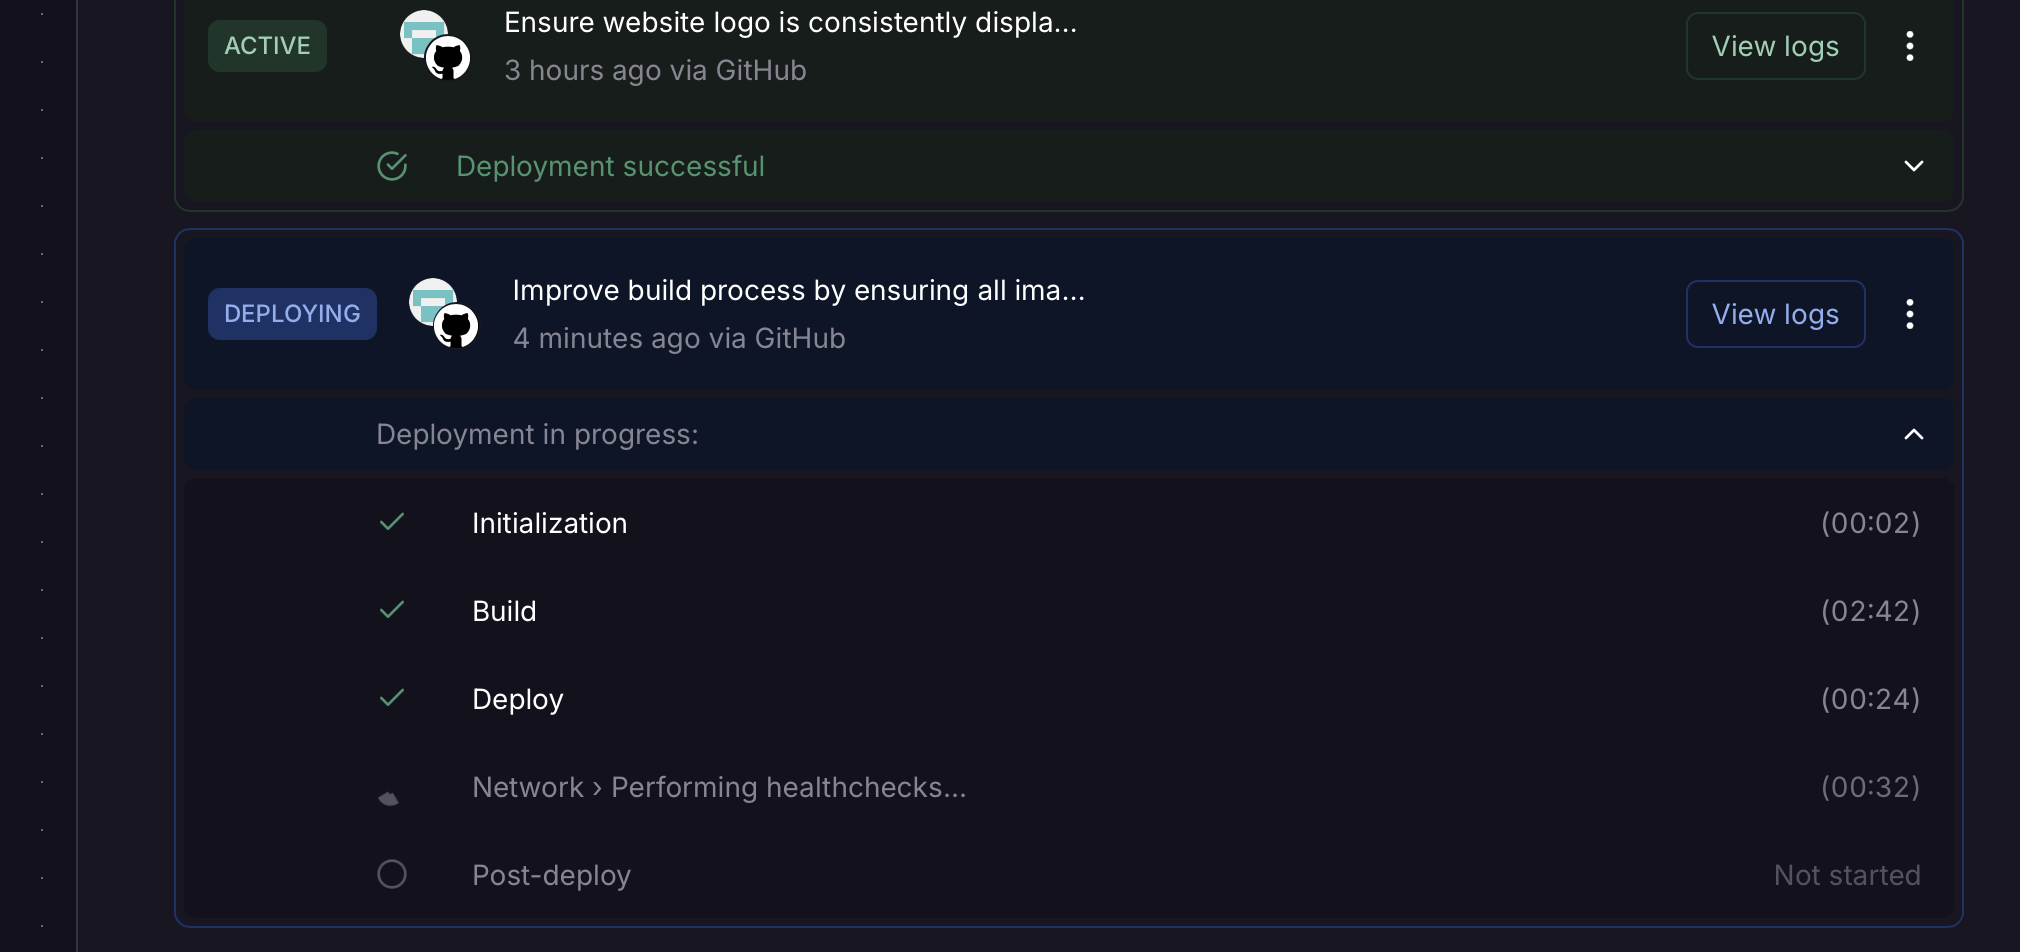 ACTIVE
Ensure website logo is consistently displa...
3 hours ago via GitHub
View logs
Deployment successful
DEPLOYING
Improve build process by ensuring all ima...
4 minutes ago via GitHub
View logs
Deployment in progress:
Initialization (00:02)
Build (02:42)
Deploy (00:24)
Network › Performing healthchecks... (00:32)
Post-deploy Not started